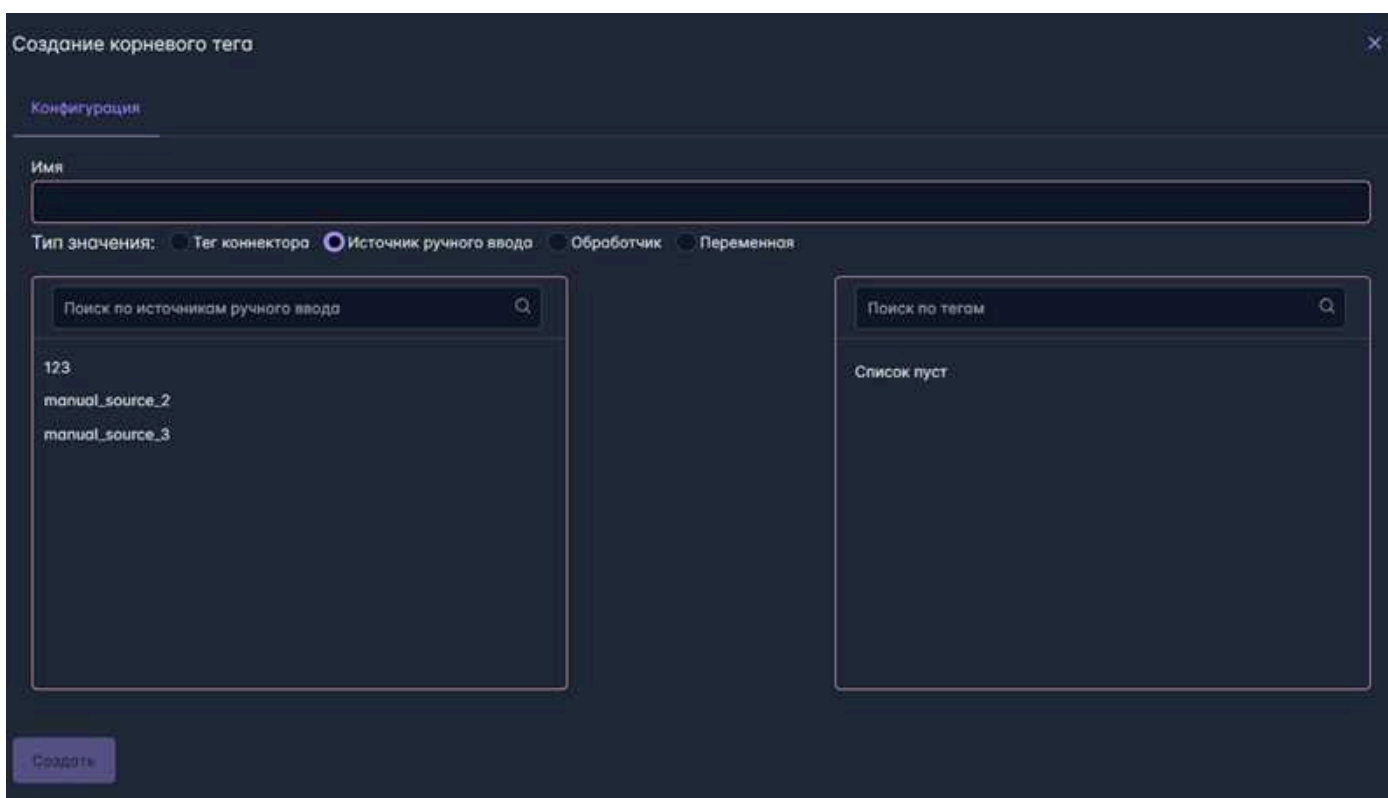 Создание корневого тега
Конфигурация
Имя
Тип значения: Тег коннектора Источник ручного ввода Обработчик Переменная
Поиск по источникам ручного ввода
123
manual_source_2
manual_source_3
Поиск по тегам
Список пуст
Создать